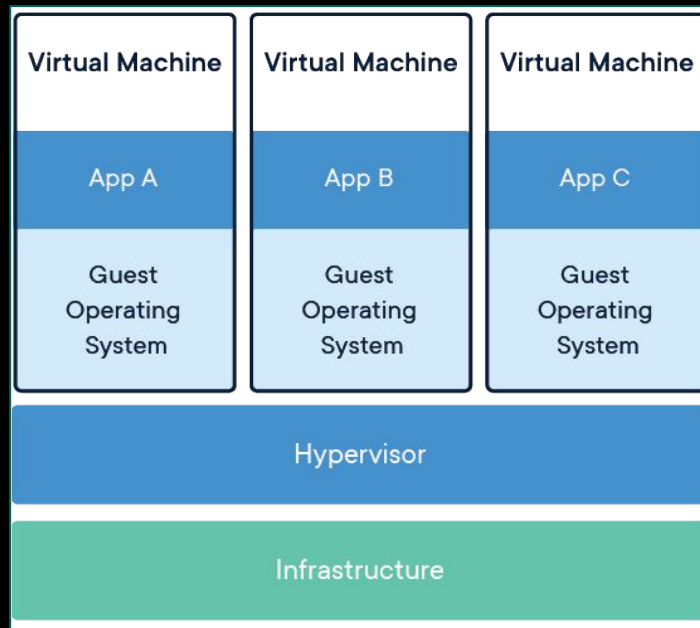 Virtual Machine
Virtual Machine
Virtual Machine
App A
App B
App C
Guest
Operating
System
Guest
Operating
System
Guest
Operating
System
Hypervisor
Infrastructure